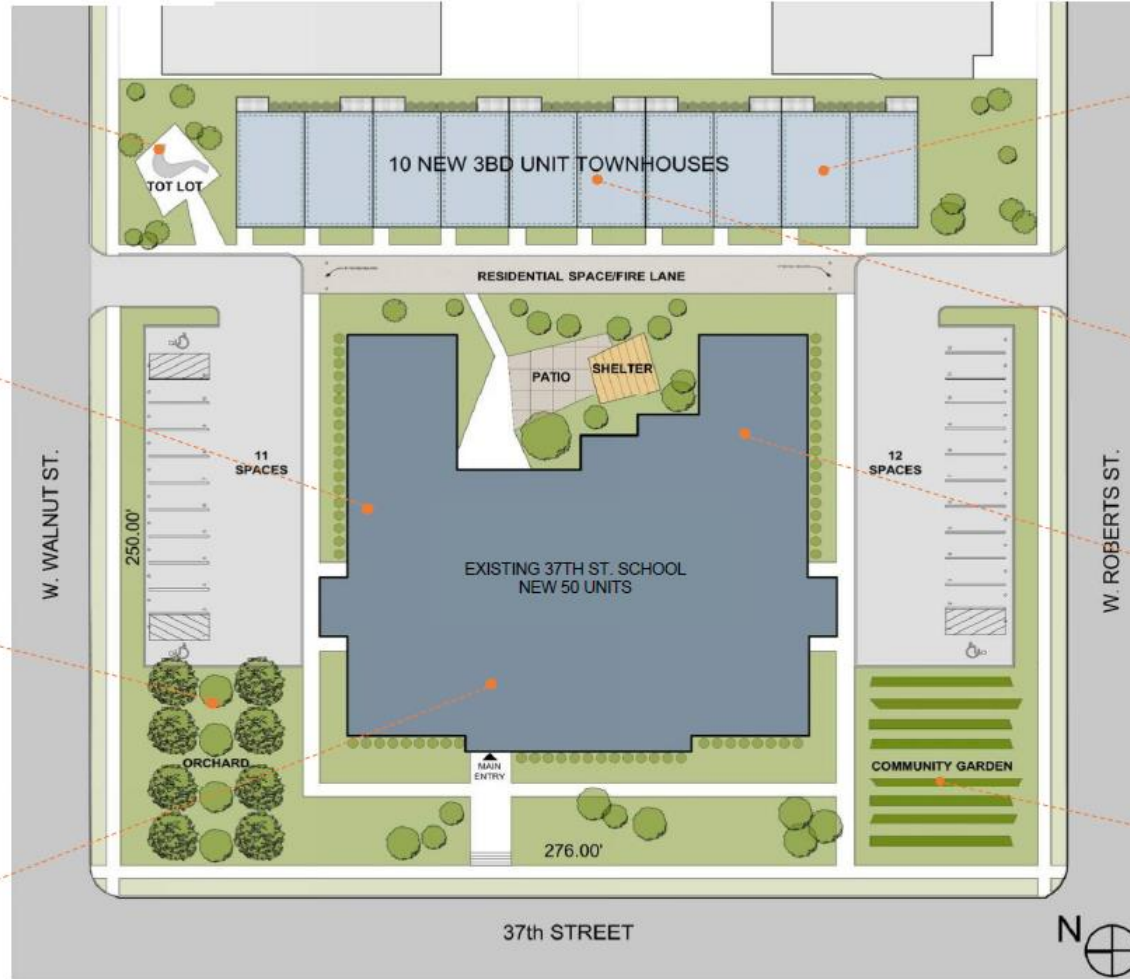 10 NEW 3BD UNIT TOWNHOUSES
TOT LOT
RESIDENTIAL SPACE/FIRE LANE
PATIO
SHELTER
11
SPACES
12
SPACES
W. WALNUT ST.
250.00'
W. ROBERTS ST.
EXISTING 37TH ST. SCHOOL
NEW 50 UNITS
ORCHARD
MAIN
ENTRY
COMMUNITY GARDEN
276.00'
37th STREET
N